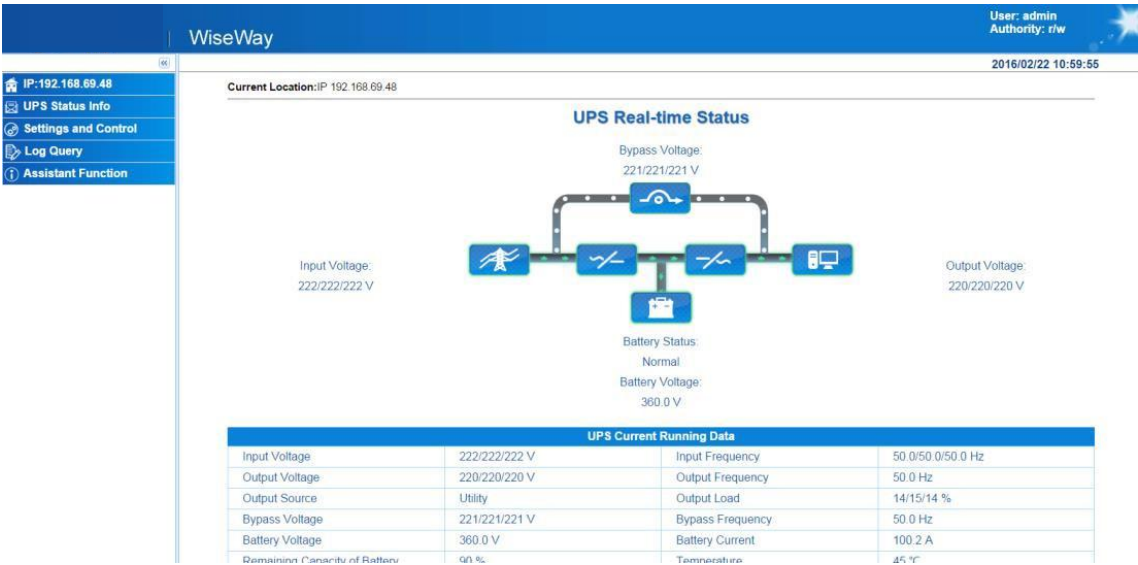 User: admin
Authority: r/w
WiseWay
2016/02/22 10:59:55
IP:192.168.69.48
UPS Status Info
Settings and Control
Log Query
Assistant Function
Current Location:IP 192.168.69.48
UPS Real-time Status
Bypass Voltage:
221/221/221 V
Input Voltage:
222/222/222 V
Output Voltage:
220/220/220 V
Battery Status:
Normal
Battery Voltage:
360.0 V
UPS Current Running Data
Input Voltage 222/222/222 V Input Frequency 50.0/50.0/50.0 Hz
Output Voltage 220/220/220 V Output Frequency 50.0 Hz
Output Source Utility Output Load 14/15/14 %
Bypass Voltage 221/221/221 V Bypass Frequency 50.0 Hz
Battery Voltage 360.0 V Battery Current 100.2 A
Remaining Capacity of Battery 90 % Temperature 45 ℃